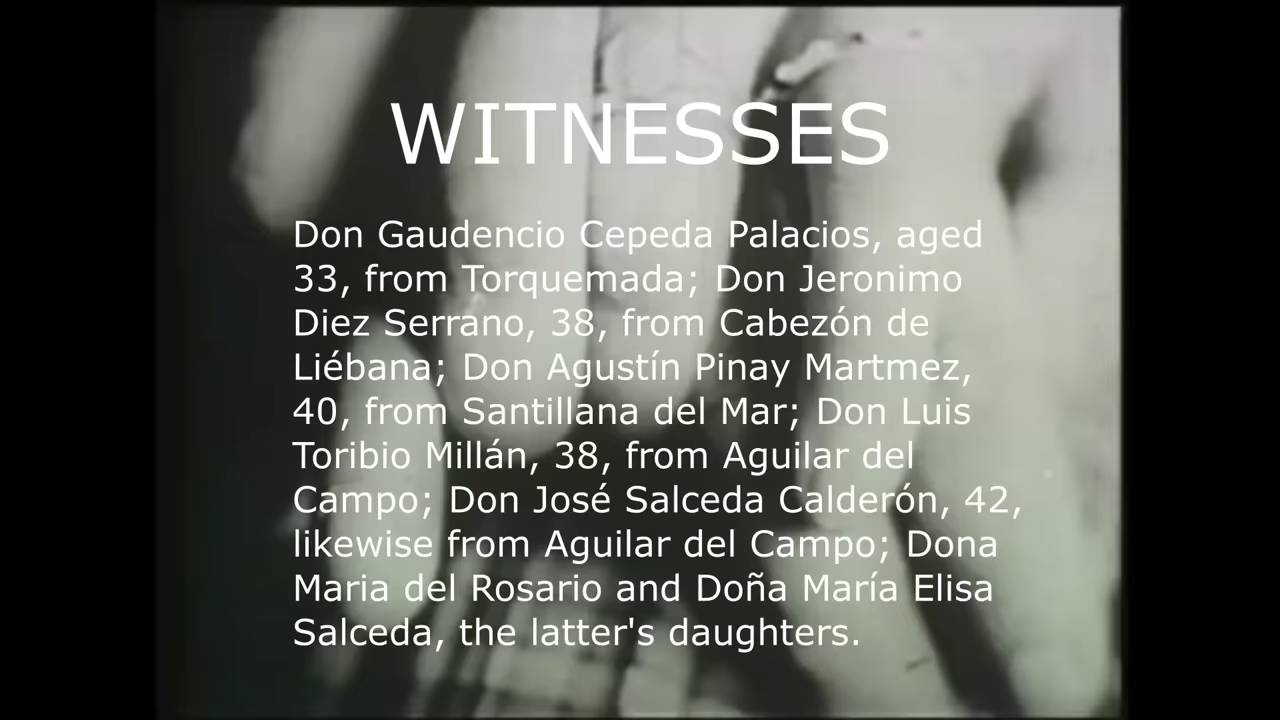 WITNESSES
Don Gaudencio Cepeda Palacios, aged
33, from Torquemada; Don Jeronimo
Diez Serrano, 38, from Cabezón de
Liébana; Don Agustín Pinay Martmez,
40, from Santillana del Mar; Don Luis
Toribio Millán, 38, from Aguilar del
Campo; Don José Salceda Calderón, 42,
likewise from Aguilar del Campo; Dona
Maria del Rosario and Doña María Elisa
Salceda, the latter's daughters.